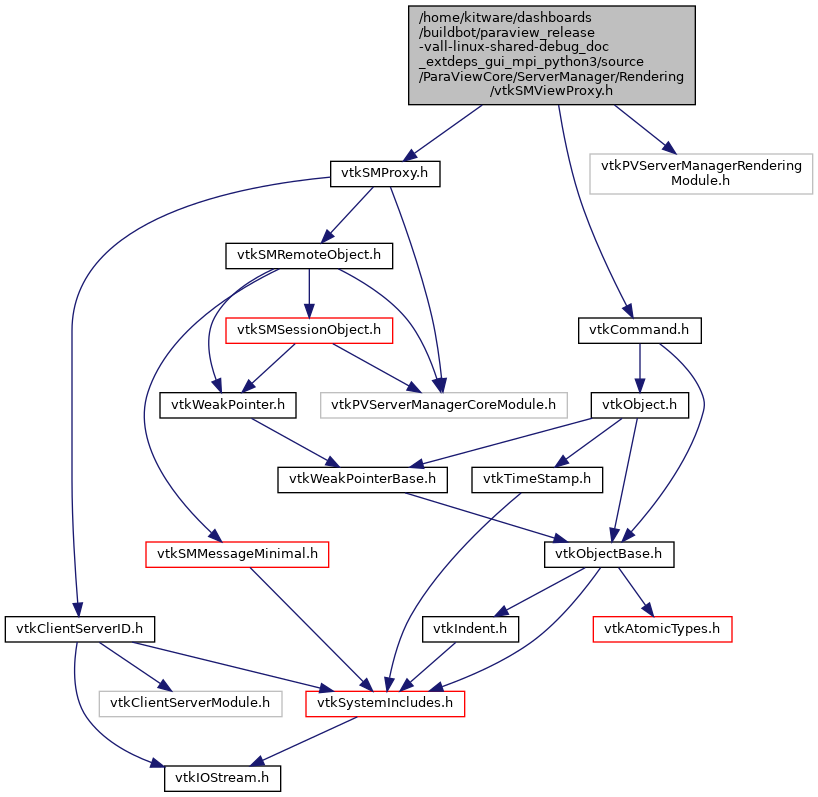 /home/kitware/dashboards
/buildbot/paraview_release
-vall-linux-shared-debug_doc
_extdeps_gui_mpi_python3/source
/ParaViewCore/ServerManager/Rendering
/vtkSMViewProxy.h
vtkSMProxy.h
vtkPVServerManagerRendering
Module.h
vtkSMRemoteObject.h
vtkSMSessionObject.h
vtkCommand.h
vtkWeakPointer.h
vtkPVServerManagerCoreModule.h
vtkObject.h
vtkWeakPointerBase.h
vtkTimeStamp.h
vtkSMMessageMinimal.h
vtkObjectBase.h
vtkClientServerID.h
vtkIndent.h
vtkAtomicTypes.h
vtkClientServerModule.h
vtkSystemIncludes.h
vtkIOStream.h